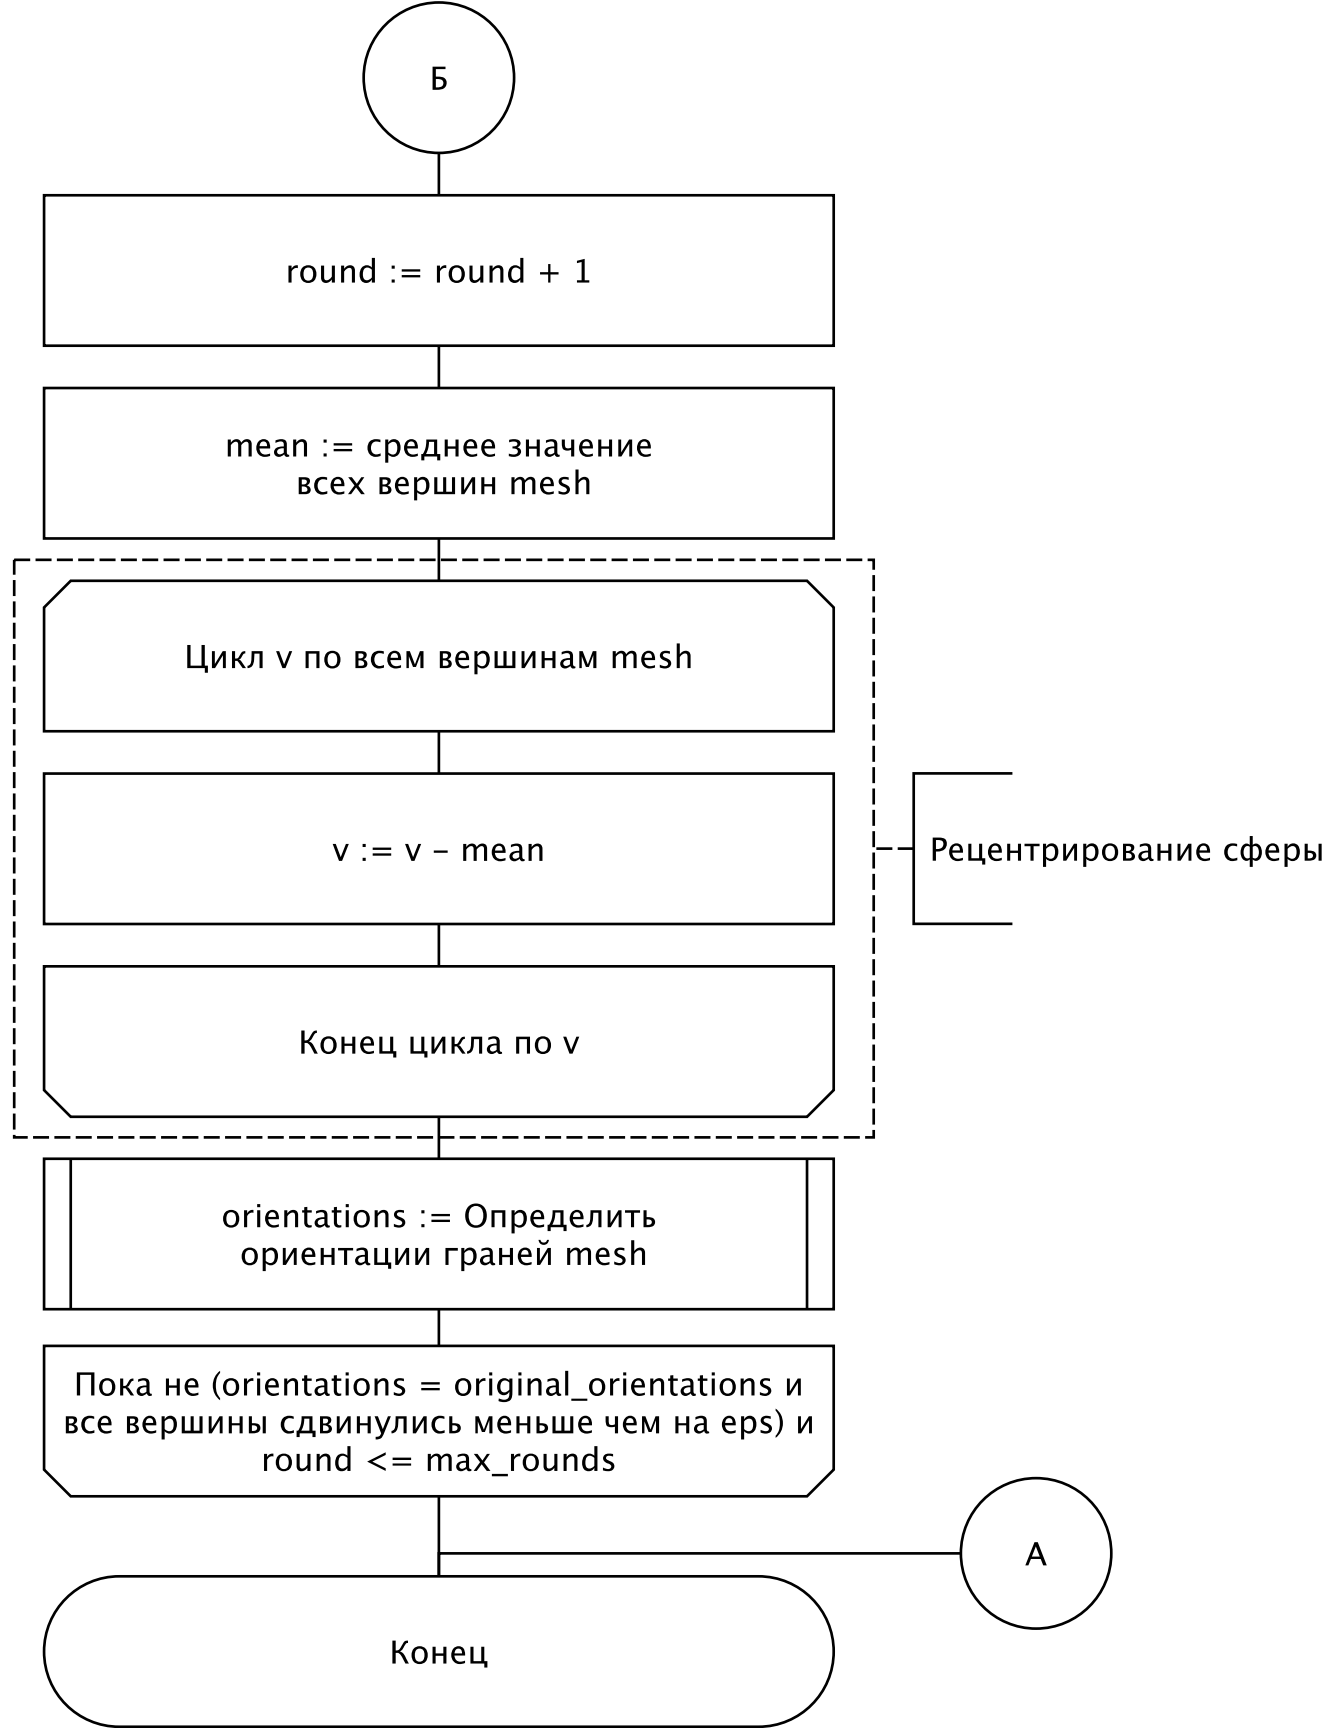 Б
round := round + 1
mean := среднее значение
всех вершин mesh
Цикл v по всем вершинам mesh
v := v – mean
Рецентрирование сферы
Конец цикла по v
orientations := Определить
ориентации граней mesh
Пока не (orientations = original_orientations и
все вершины сдвинулись меньше чем на eps) и
round <= max_rounds
А
Конец